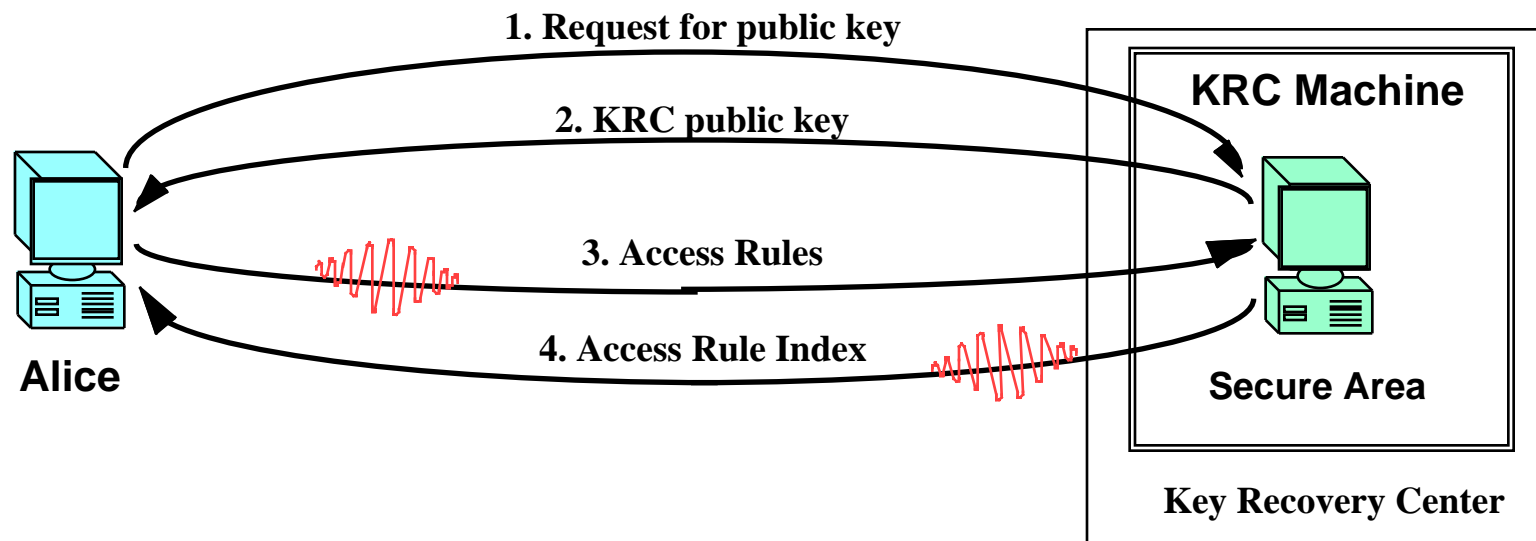 1. Request for public key
KRC Machine
2. KRC public key
3. Access Rules
4. Access Rule Index
Alice
Secure Area
Key Recovery Center